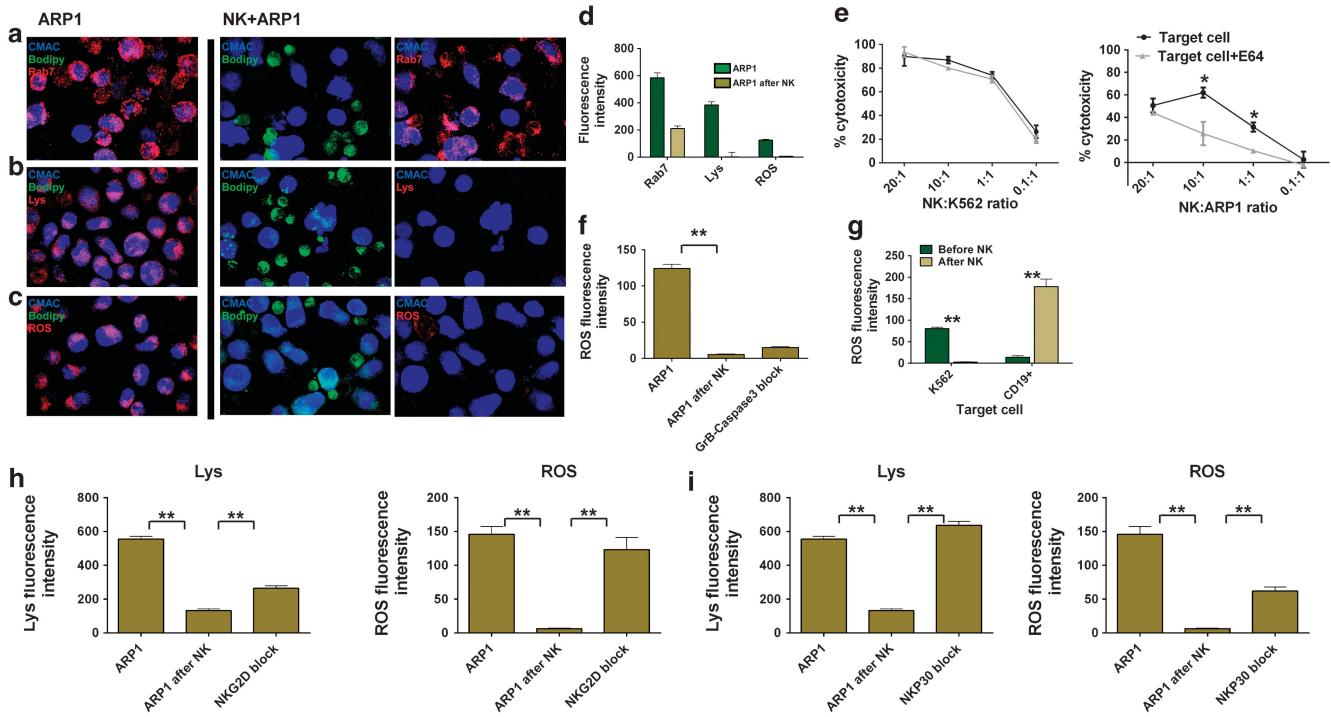 ARP1
NK+ARP1
a
CMAC
Bodipy
Rab7
CMAC
Bodipy
CMAC
Rab7
b
CMAC
Bodipy
Lys
CMAC
Bodipy
CMAC
Lys
c
CMAC
Bodipy
ROS
CMAC
Bodipy
CMAC
ROS
d
Fluorescence
intensity
800
600
400
200
0
ARP1
ARP1 after NK
Rab7
Lys
ROS
e
% cytotoxicity
100
80
60
40
20
0
20:1
10:1
1:1
0.1:1
NK:K562 ratio
Target cell
Target cell+E64
% cytotoxicity
100
80
60
40
20
0
*
*
20:1
10:1
1:1
0.1:1
NK:ARP1 ratio
f
ROS fluorescence
intensity
150
125
100
50
0
**
ARP1
ARP1 after NK
GrB-Caspase3 block
g
Before NK
After NK
ROS fluorescence
intensity
250
200
150
100
50
0
**
**
K562
CD19+
Target cell
h
Lys
Lys fluorescence
intensity
800
600
400
200
0
**
**
ARP1
ARP1 after NK
NKG2D block
ROS
ROS fluorescence
intensity
200
150
100
50
0
**
**
ARP1
ARP1 after NK
NKG2D block
i
Lys
Lys fluorescence
intensity
800
600
400
200
0
**
**
ARP1
ARP1 after NK
NKP30 block
ROS
ROS fluorescence
intensity
200
150
100
50
0
**
**
ARP1
ARP1 after NK
NKP30 block